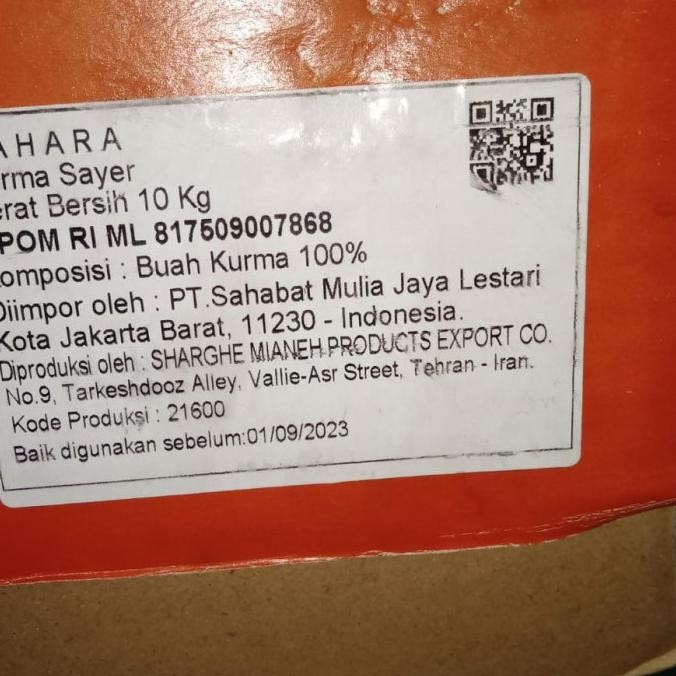 AHARA
rma Sayer
erat Bersih 10 Kg
POM RI ML 817509007868
omposisi : Buah Kurma 100%
Diimpor oleh : PT.Sahabat Mulia Jaya Lestari
Kota Jakarta Barat, 11230 - Indonesia.
Diproduksi oleh : SHARGHE MIANEH PRODUCTS EXPORT CO.
No.9, Tarkeshdooz Alley, Vallie-Asr Street, Tehran - Iran.
Kode Produksi : 21600
Baik digunakan sebelum:01/09/2023